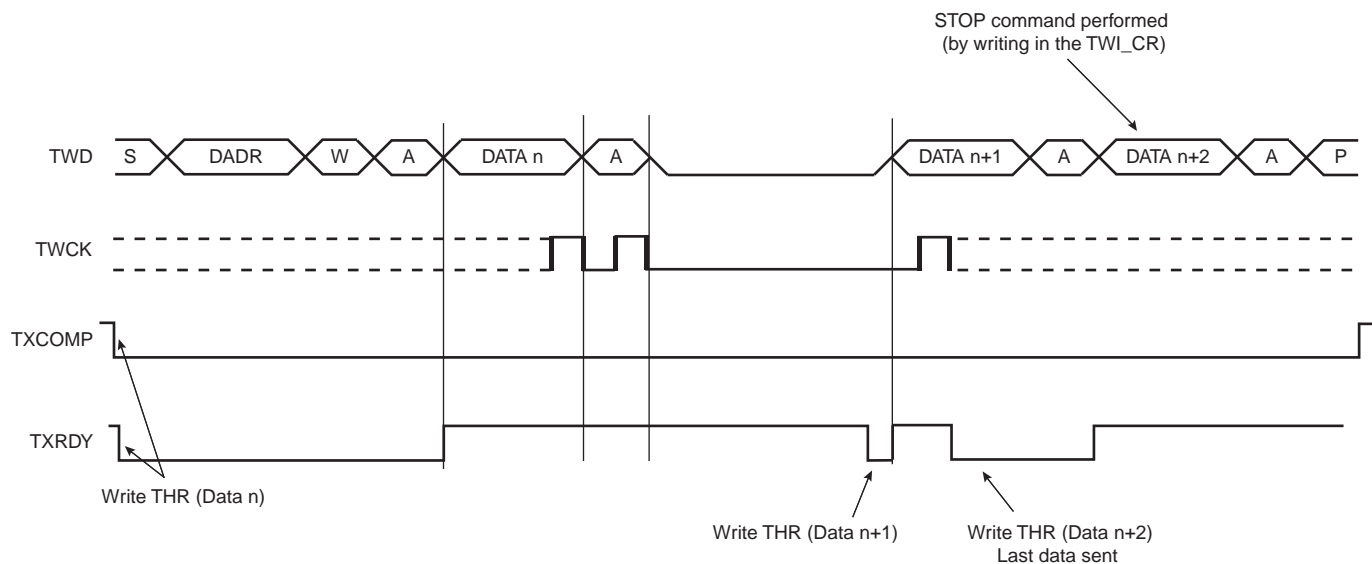 STOP command performed
(by writing in the TWI_CR)
TWD S DADR W A DATA n A DATA n+1 A DATA n+2 A P
TWCK
TXCOMP
TXRDY
Write THR (Data n)
Write THR (Data n+1)
Write THR (Data n+2)
Last data sent